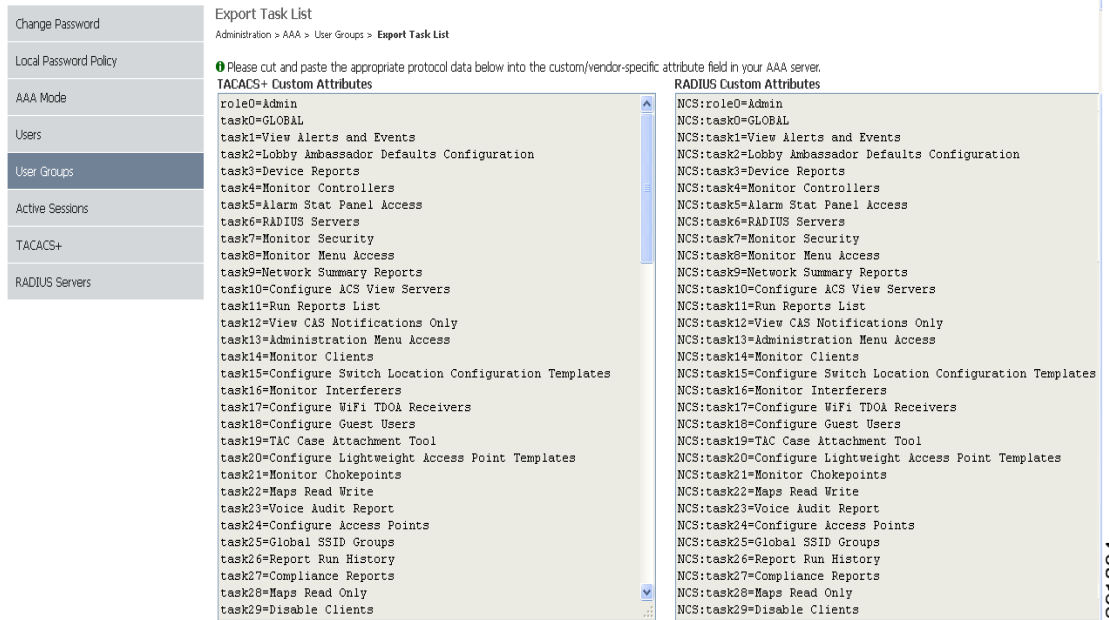 Change Password
Local Password Policy
AAA Mode
Users
User Groups
Active Sessions
TACACS+
RADIUS Servers
Export Task List
Administration > AAA > User Groups > Export Task List
Please cut and paste the appropriate protocol data below into the custom/vendor-specific attribute field in your AAA server.
TACACS+ Custom Attributes
role0=Admin
task0=GLOBAL
task1=View Alerts and Events
task2=Lobby Ambassador Defaults Configuration
task3=Device Reports
task4=Monitor Controllers
task5=Alarm Stat Panel Access
task6=RADIUS Servers
task7=Monitor Security
task8=Monitor Menu Access
task9=Network Summary Reports
task10=Configure ACS View Servers
task11=Run Reports List
task12=View CAS Notifications Only
task13=Administration Menu Access
task14=Monitor Clients
task15=Configure Switch Location Configuration Templates
task16=Monitor Interferers
task17=Configure WiFi TDOA Receivers
task18=Configure Guest Users
task19=TAC Case Attachment Tool
task20=Configure Lightweight Access Point Templates
task21=Monitor Chokepoints
task22=Maps Read Write
task23=Voice Audit Report
task24=Configure Access Points
task25=Global SSID Groups
task26=Report Run History
task27=Compliance Reports
task28=Maps Read Only
task29=Disable Clients
RADIUS Custom Attributes
NCS:role0=Admin
NCS:task0=GLOBAL
NCS:task1=View Alerts and Events
NCS:task2=Lobby Ambassador Defaults Configuration
NCS:task3=Device Reports
NCS:task4=Monitor Controllers
NCS:task5=Alarm Stat Panel Access
NCS:task6=RADIUS Servers
NCS:task7=Monitor Security
NCS:task8=Monitor Menu Access
NCS:task9=Network Summary Reports
NCS:task10=Configure ACS View Servers
NCS:task11=Run Reports List
NCS:task12=View CAS Notifications Only
NCS:task13=Administration Menu Access
NCS:task14=Monitor Clients
NCS:task15=Configure Switch Location Configuration Templates
NCS:task16=Monitor Interferers
NCS:task17=Configure WiFi TDOA Receivers
NCS:task18=Configure Guest Users
NCS:task19=TAC Case Attachment Tool
NCS:task20=Configure Lightweight Access Point Templates
NCS:task21=Monitor Chokepoints
NCS:task22=Maps Read Write
NCS:task23=Voice Audit Report
NCS:task24=Configure Access Points
NCS:task25=Global SSID Groups
NCS:task26=Report Run History
NCS:task27=Compliance Reports
NCS:task28=Maps Read Only
NCS:task29=Disable Clients